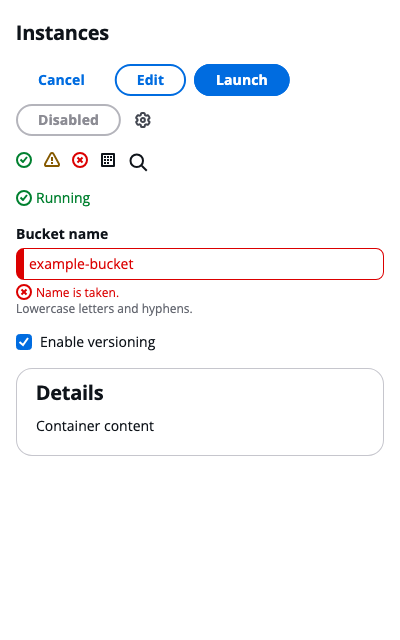 Instances
Cancel Edit Launch
Disabled
Running
Bucket name
example-bucket
Name is taken.
Lowercase letters and hyphens.
Enable versioning
Details
Container content